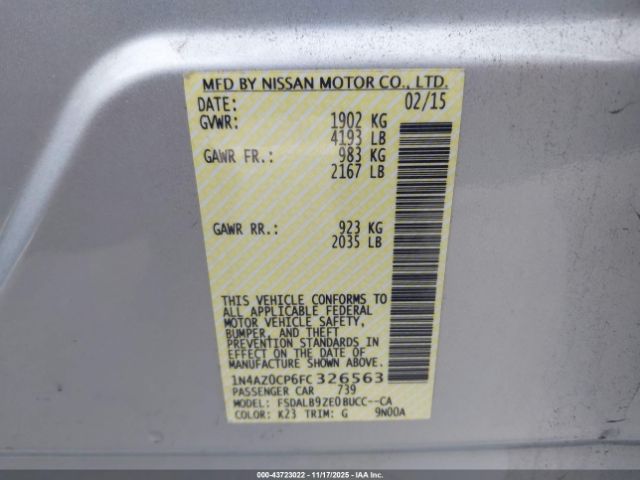 MFD BY NISSAN MOTOR CO., LTD.
DATE: 02/15
GVWR: 1902 KG
4193 LB
GAWR FR.: 983 KG
2167 LB
GAWR RR.: 923 KG
2035 LB
THIS VEHICLE CONFORMS TO
ALL APPLICABLE FEDERAL
MOTOR VEHICLE SAFETY,
BUMPER, AND THEFT
PREVENTION STANDARDS IN
EFFECT ON THE DATE OF
MANUFACTURE SHOWN ABOVE.
1N4AZ0CP6FC326563
PASSENGER CAR 739
MODEL: FSDALB9ZE0BUCC--CA
COLOR: K23 TRIM: G 9N00A
000-43723022 | 11/17/2025 - IAAI.COM